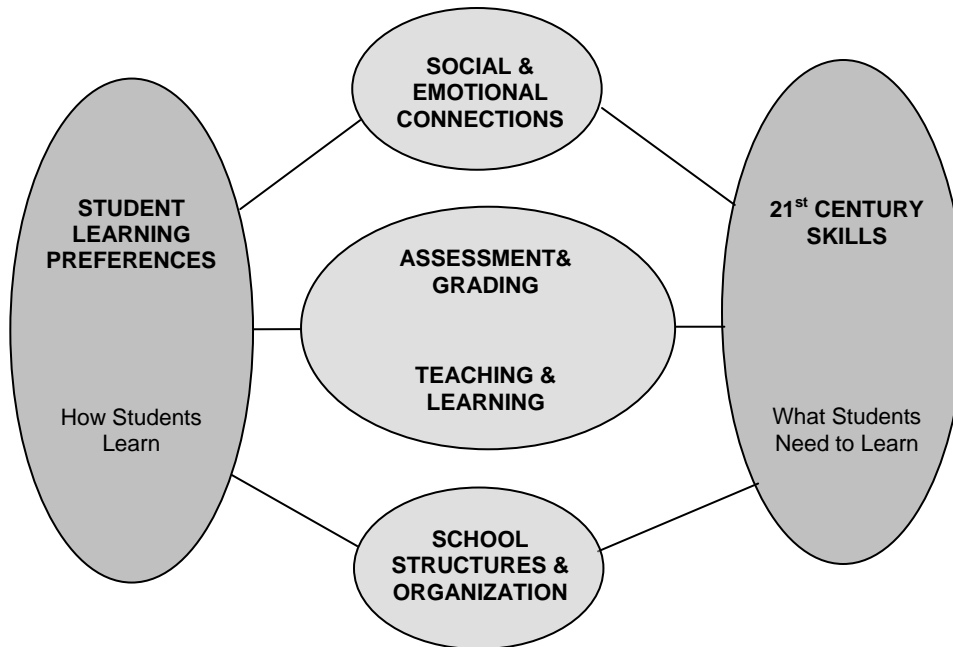 SOCIAL &
EMOTIONAL
CONNECTIONS
STUDENT
LEARNING
PREFERENCES
How Students
Learn
ASSESSMENT&
GRADING
TEACHING &
LEARNING
21st CENTURY
SKILLS
What Students
Need to Learn
SCHOOL
STRUCTURES &
ORGANIZATION